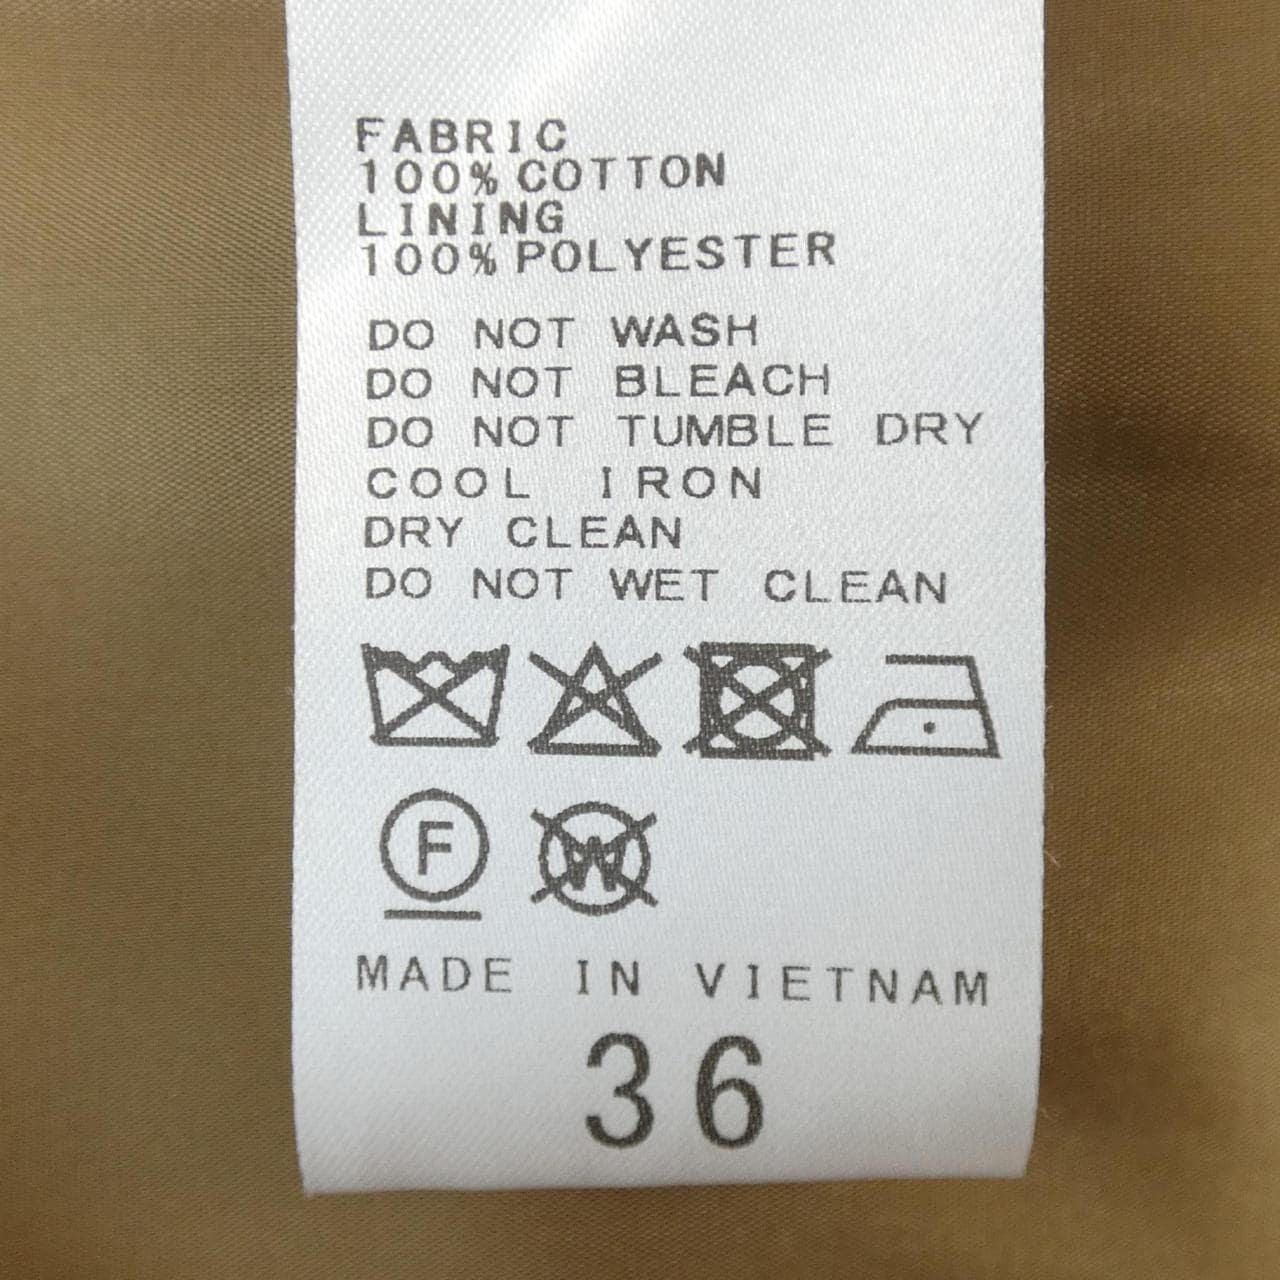 FABRIC
100% COTTON
LINING
100% POLYESTER
DO NOT WASH
DO NOT BLEACH
DO NOT TUMBLE DRY
COOL IRON
DRY CLEAN
DO NOT WET CLEAN
F W
MADE IN VIETNAM
36